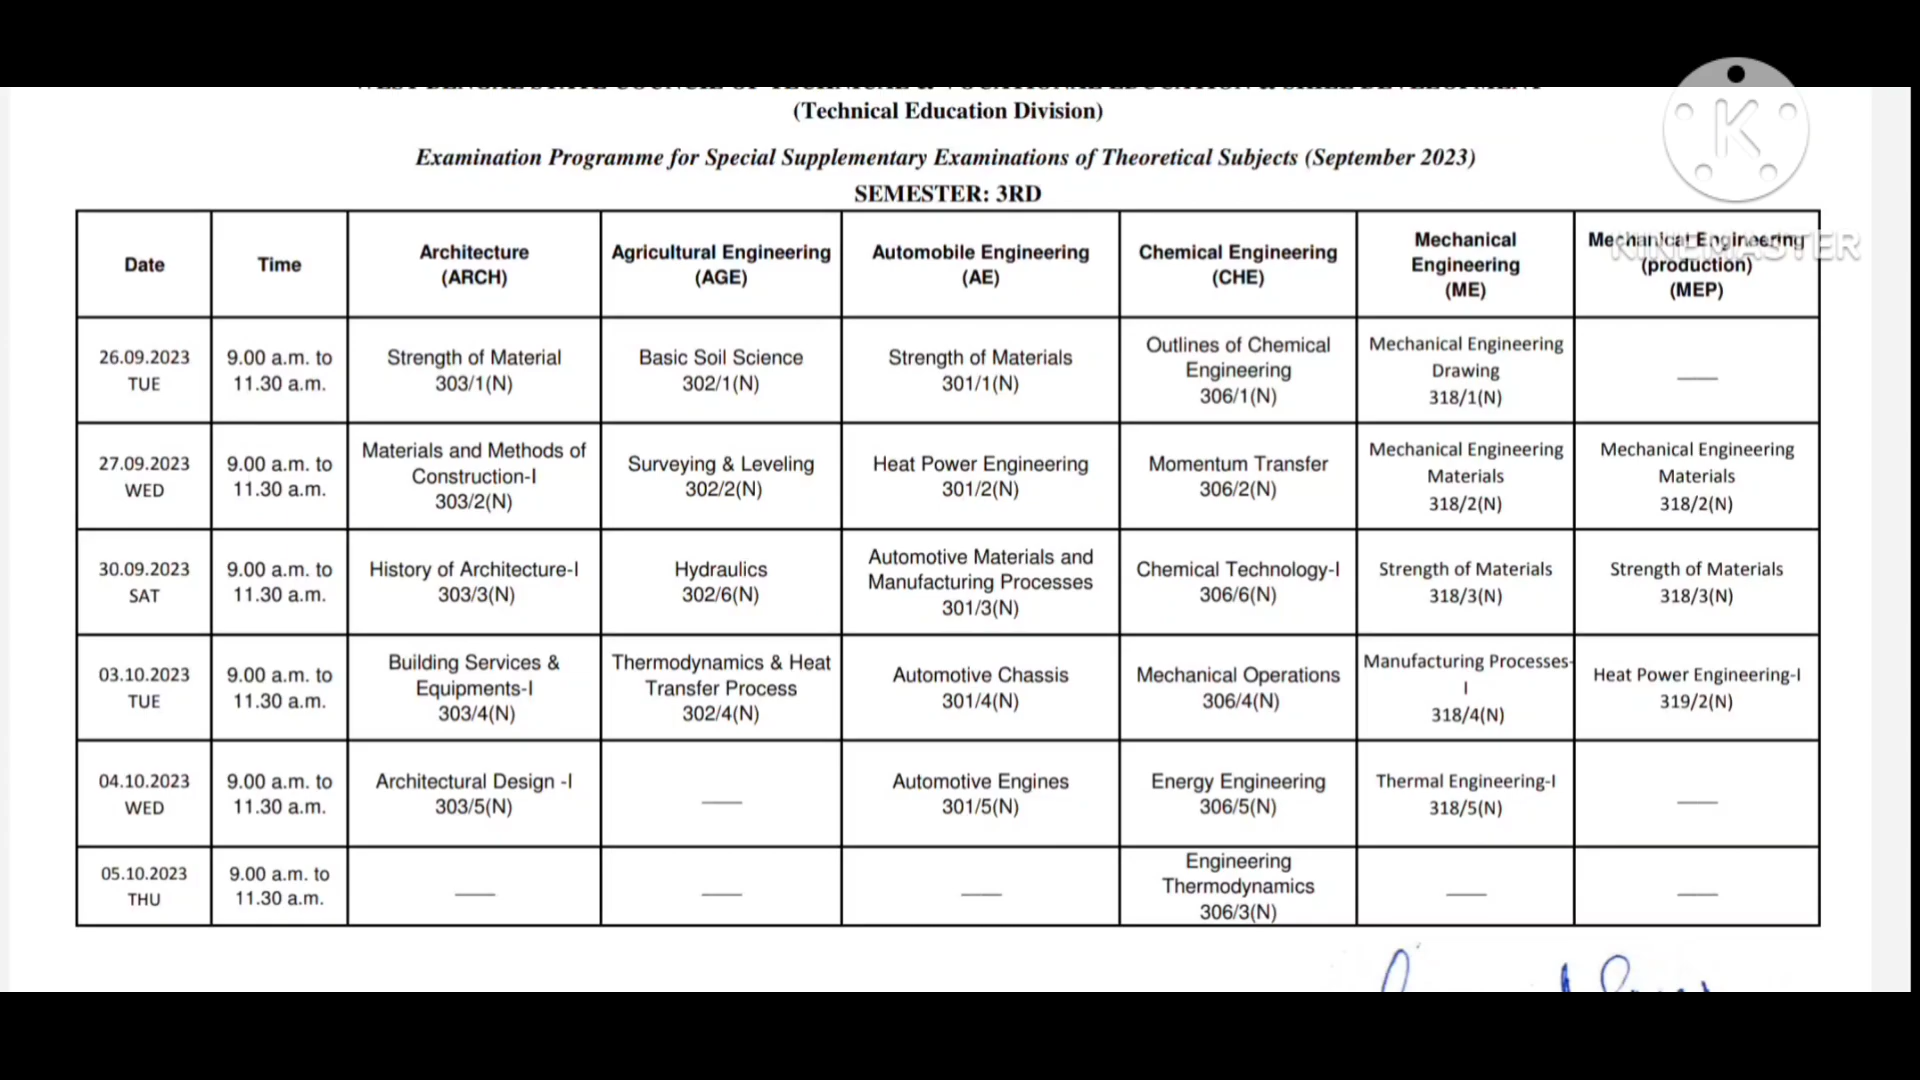 WEST BENGAL STATE COUNCIL OF TECHNICAL & VOCATIONAL EDUCATION & SKILL DEVELOPMENT
(Technical Education Division)
Examination Programme for Special Supplementary Examinations of Theoretical Subjects (September 2023)
SEMESTER: 3RD
K
KINEMASTER
Date
Time
Architecture
(ARCH)
Agricultural Engineering
(AGE)
Automobile Engineering
(AE)
Chemical Engineering
(CHE)
Mechanical
Engineering
(ME)
Mechanical Engineering
(production)
(MEP)
26.09.2023
TUE
9.00 a.m. to
11.30 a.m.
Strength of Material
303/1(N)
Basic Soil Science
302/1(N)
Strength of Materials
301/1(N)
Outlines of Chemical
Engineering
306/1(N)
Mechanical Engineering
Drawing
318/1(N)
27.09.2023
WED
9.00 a.m. to
11.30 a.m.
Materials and Methods of
Construction-I
303/2(N)
Surveying & Leveling
302/2(N)
Heat Power Engineering
301/2(N)
Momentum Transfer
306/2(N)
Mechanical Engineering
Materials
318/2(N)
Mechanical Engineering
Materials
318/2(N)
30.09.2023
SAT
9.00 a.m. to
11.30 a.m.
History of Architecture-I
303/3(N)
Hydraulics
302/6(N)
Automotive Materials and
Manufacturing Processes
301/3(N)
Chemical Technology-I
306/6(N)
Strength of Materials
318/3(N)
Strength of Materials
318/3(N)
03.10.2023
TUE
9.00 a.m. to
11.30 a.m.
Building Services &
Equipments-I
303/4(N)
Thermodynamics & Heat
Transfer Process
302/4(N)
Automotive Chassis
301/4(N)
Mechanical Operations
306/4(N)
Manufacturing Processes-
I
318/4(N)
Heat Power Engineering-I
319/2(N)
04.10.2023
WED
9.00 a.m. to
11.30 a.m.
Architectural Design -I
303/5(N)
Automotive Engines
301/5(N)
Energy Engineering
306/5(N)
Thermal Engineering-I
318/5(N)
05.10.2023
THU
9.00 a.m. to
11.30 a.m.
Engineering
Thermodynamics
306/3(N)